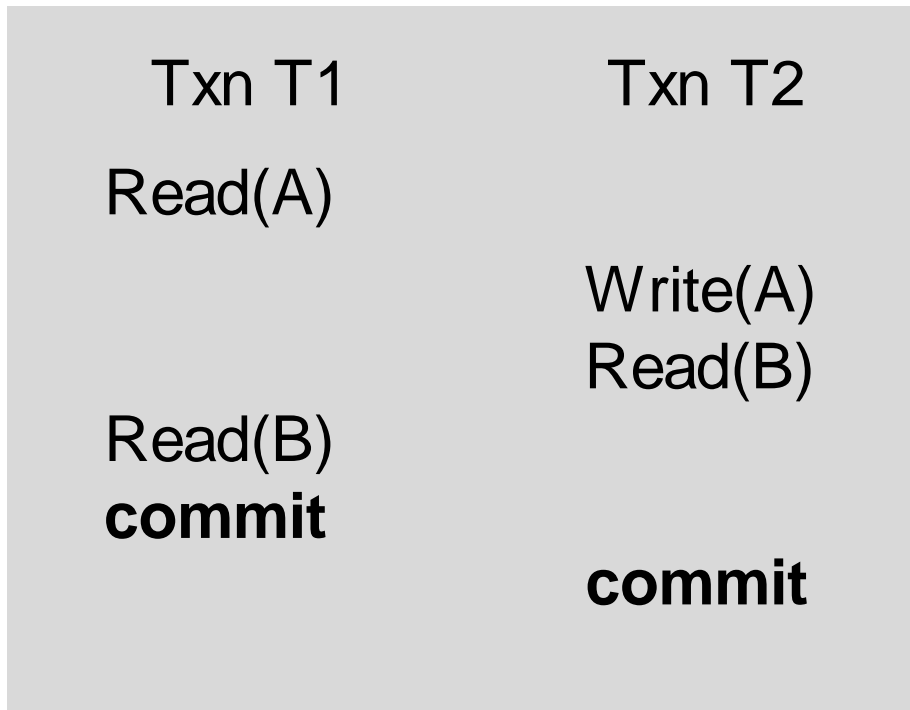 Txn T1 Txn T2
Read(A)
Write(A)
Read(B)
Read(B)
commit
commit